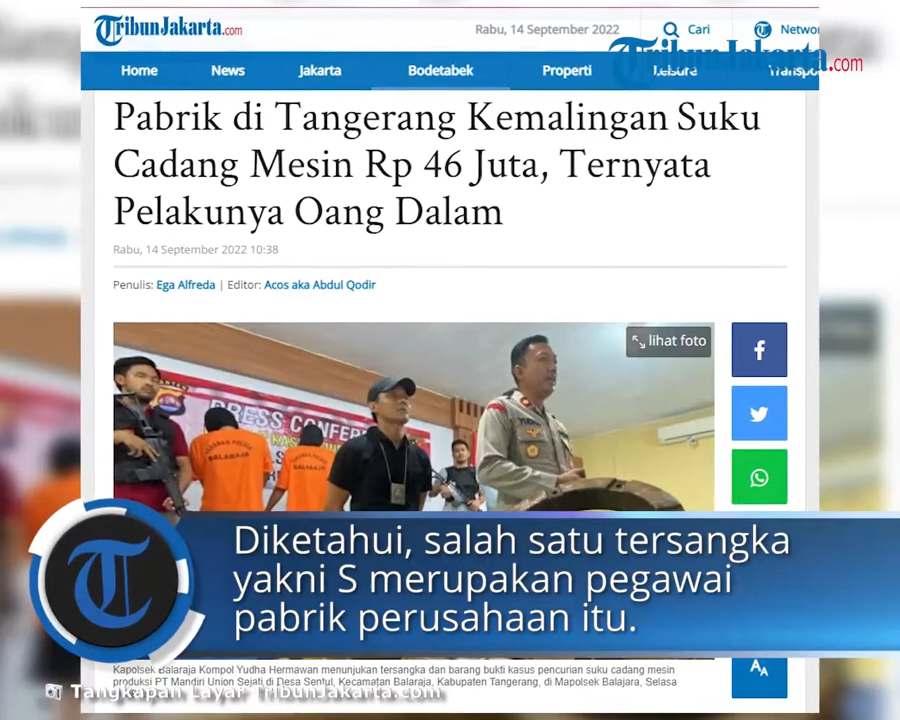 TribunJakarta.com
Rabu, 14 September 2022
Cari
TribunJakarta.com
Home
News
Jakarta
Bodetabek
Properti
Pabrik di Tangerang Kemalingan Suku
Cadang Mesin Rp 46 Juta, Ternyata
Pelakunya Oang Dalam
Rabu, 14 September 2022 10:38
Penulis: Ega Alfreda | Editor: Acos aka Abdul Qodir
lihat foto
PRESS CONFER
BALARAJA
BALARAJA
Diketahui, salah satu tersangka
yakni S merupakan pegawai
pabrik perusahaan itu.
Kapolsek Balaraja Kompol Yudha Hermawan menunjukan tersangka dan barang bukti kasus pencurian suku cadang mesin
produksi PT Mandiri Union Sejati di Desa Sentul, Kecamatan Balaraja, Kabupaten Tangerang, di Mapolsek Balajara, Selasa
Tangkapan Layar TribunJakarta.com